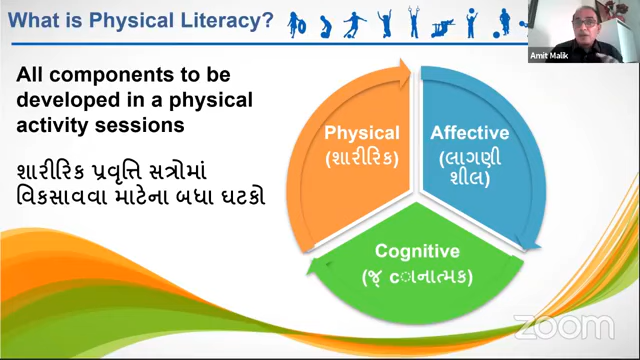 What is Physical Literacy?
Amit Malik
All components to be
developed in a physical
activity sessions
શારીરિક પ્રવૃત્તિ સત્રોમાં
વિકસાવવા માટેના બધા ઘટકો
Physical
(શારીરિક)
Affective
(લાગણી
શીલ)
Cognitive
(જ્ cાનાત્મક)
zoom